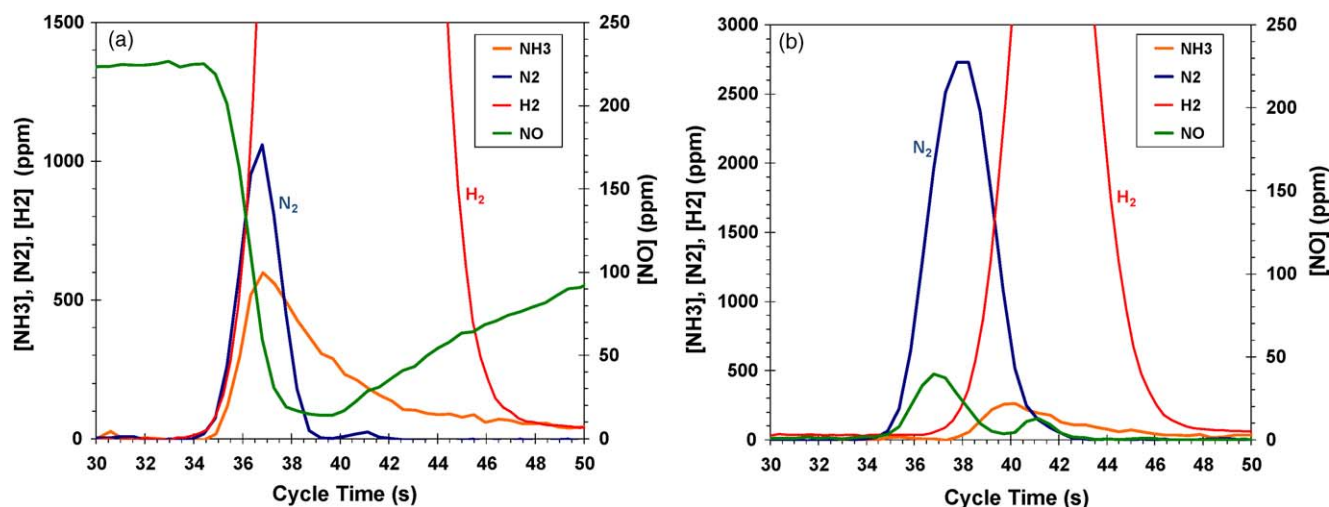 (a)
1500
1000
500
0
[NH3], [N2], [H2] (ppm)
250
200
150
100
50
0
[NO] (ppm)
NH3
N2
H2
NO
N₂
H₂
30 32 34 36 38 40 42 44 46 48 50
Cycle Time (s)
(b)
3000
2500
2000
1500
1000
500
0
[NH3], [N2], [H2] (ppm)
250
200
150
100
50
0
[NO] (ppm)
NH3
N2
H2
NO
N₂
H₂
30 32 34 36 38 40 42 44 46 48 50
Cycle Time (s)